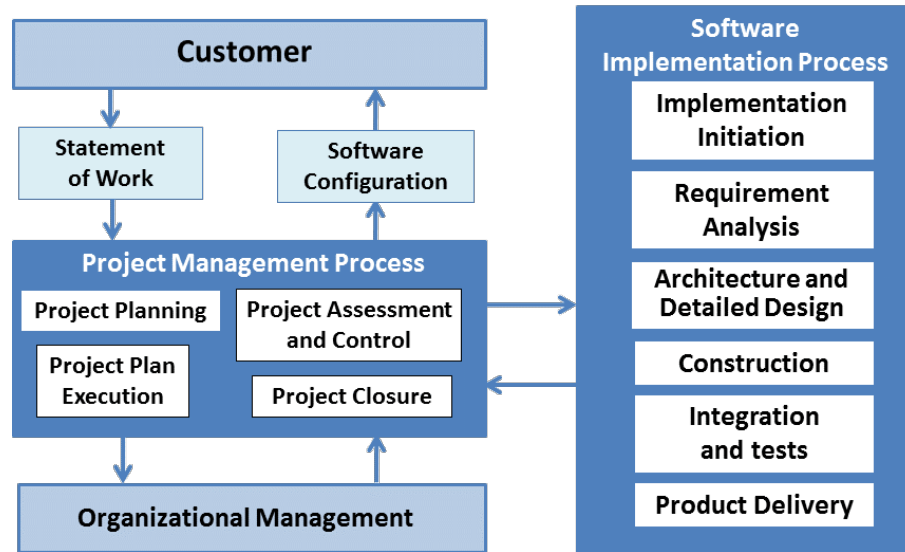 Customer
Statement
of Work
Software
Configuration
Project Management Process
Project Planning
Project Assessment
and Control
Project Plan
Execution
Project Closure
Organizational Management
Software
Implementation Process
Implementation
Initiation
Requirement
Analysis
Architecture and
Detailed Design
Construction
Integration
and tests
Product Delivery